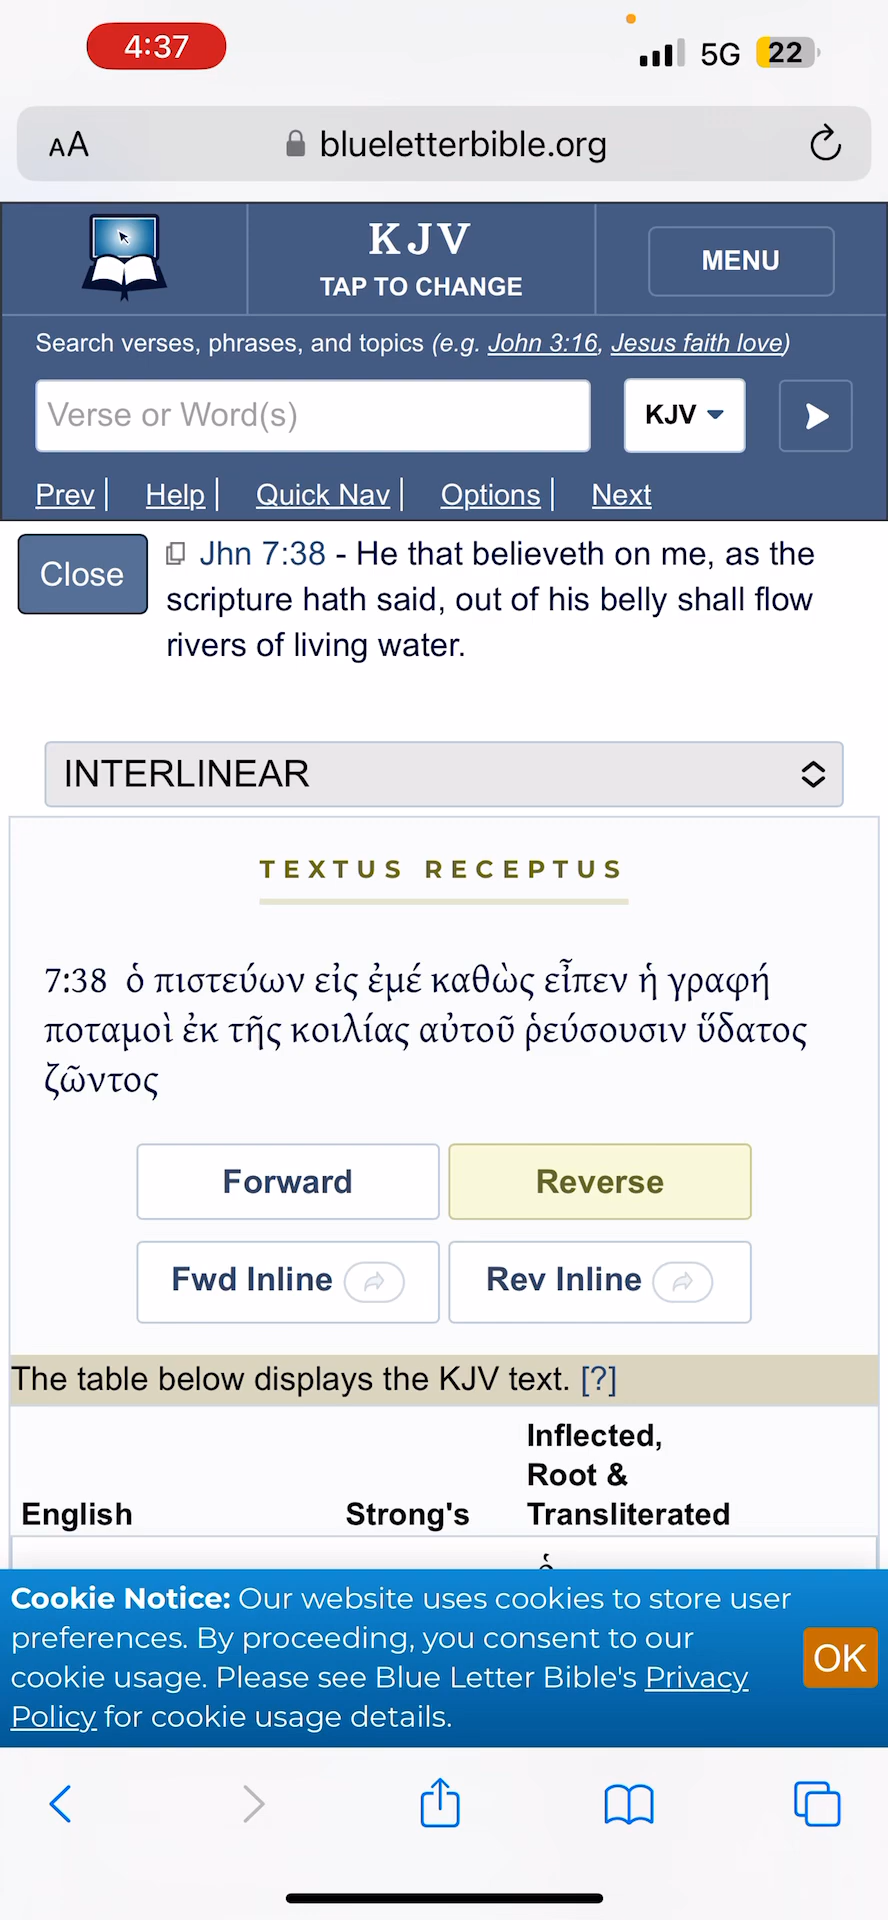 4:37
5G 22
AA blueletterbible.org
KJV
TAP TO CHANGE
MENU
Search verses, phrases, and topics (e.g. John 3:16, Jesus faith love)
Verse or Word(s)
KJV
Prev | Help | Quick Nav | Options | Next
Close
Jhn 7:38 - He that believeth on me, as the
scripture hath said, out of his belly shall flow
rivers of living water.
INTERLINEAR
TEXTUS RECEPTUS
7:38 ὁ πιστεύων εἰς ἐμέ καθὼς εἶπεν ἡ γραφή
ποταμοὶ ἐκ τῆς κοιλίας αὐτοῦ ῥεύσουσιν ὕδατος
ζῶντος
Forward
Reverse
Fwd Inline
Rev Inline
The table below displays the KJV text. [?]
English
Strong's
Inflected,
Root &
Transliterated
Cookie Notice: Our website uses cookies to store user
preferences. By proceeding, you consent to our
cookie usage. Please see Blue Letter Bible's Privacy
Policy for cookie usage details.
OK